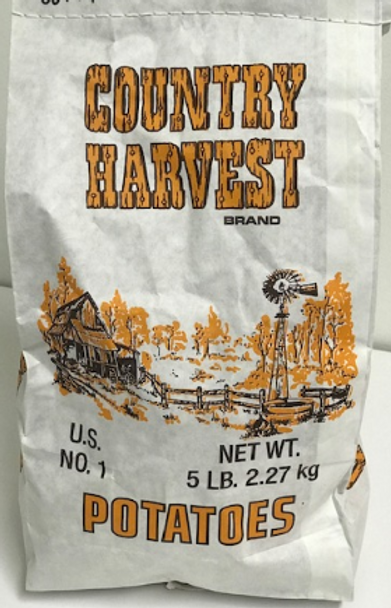 COUNTRY
HARVEST
BRAND
U.S.
NO. 1
NET WT.
5 LB. 2.27 kg
POTATOES